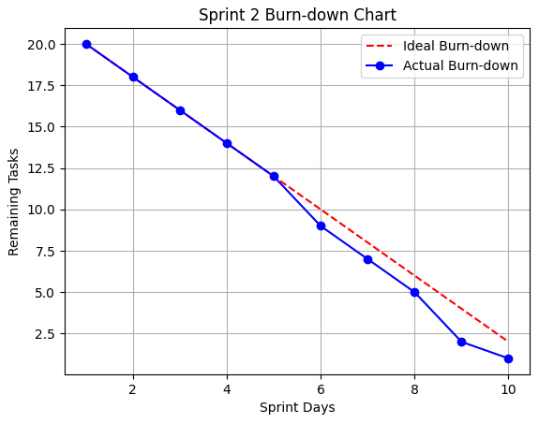 Sprint 2 Burn-down Chart
Ideal Burn-down
Actual Burn-down
20.0
17.5
15.0
12.5
10.0
7.5
5.0
2.5
Remaining Tasks
2 4 6 8 10
Sprint Days